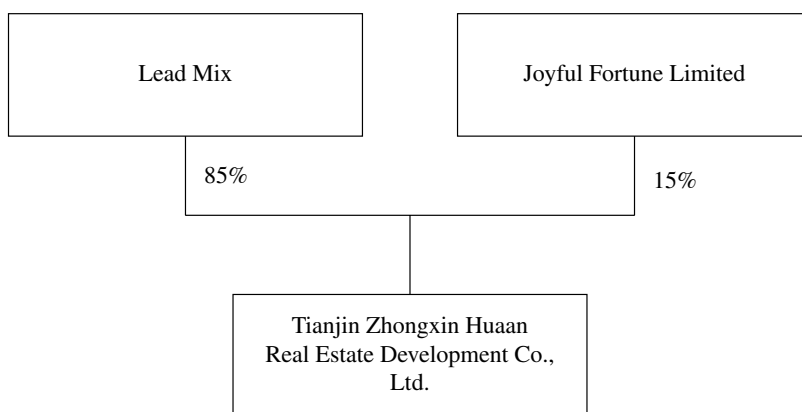 Lead Mix
Joyful Fortune Limited
85%
15%
Tianjin Zhongxin Huaan
Real Estate Development Co.,
Ltd.